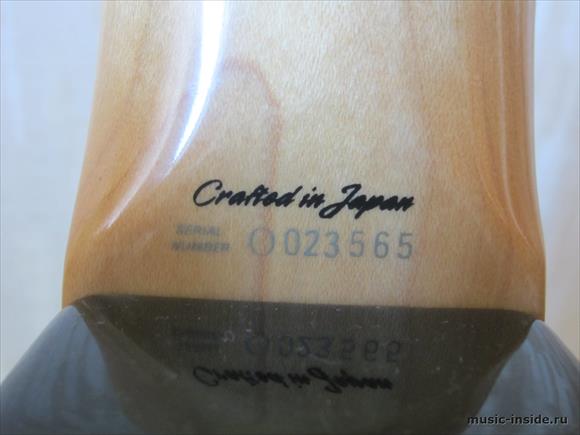 Crafted in Japan
SERIAL
NUMBER O023565
music-inside.ru